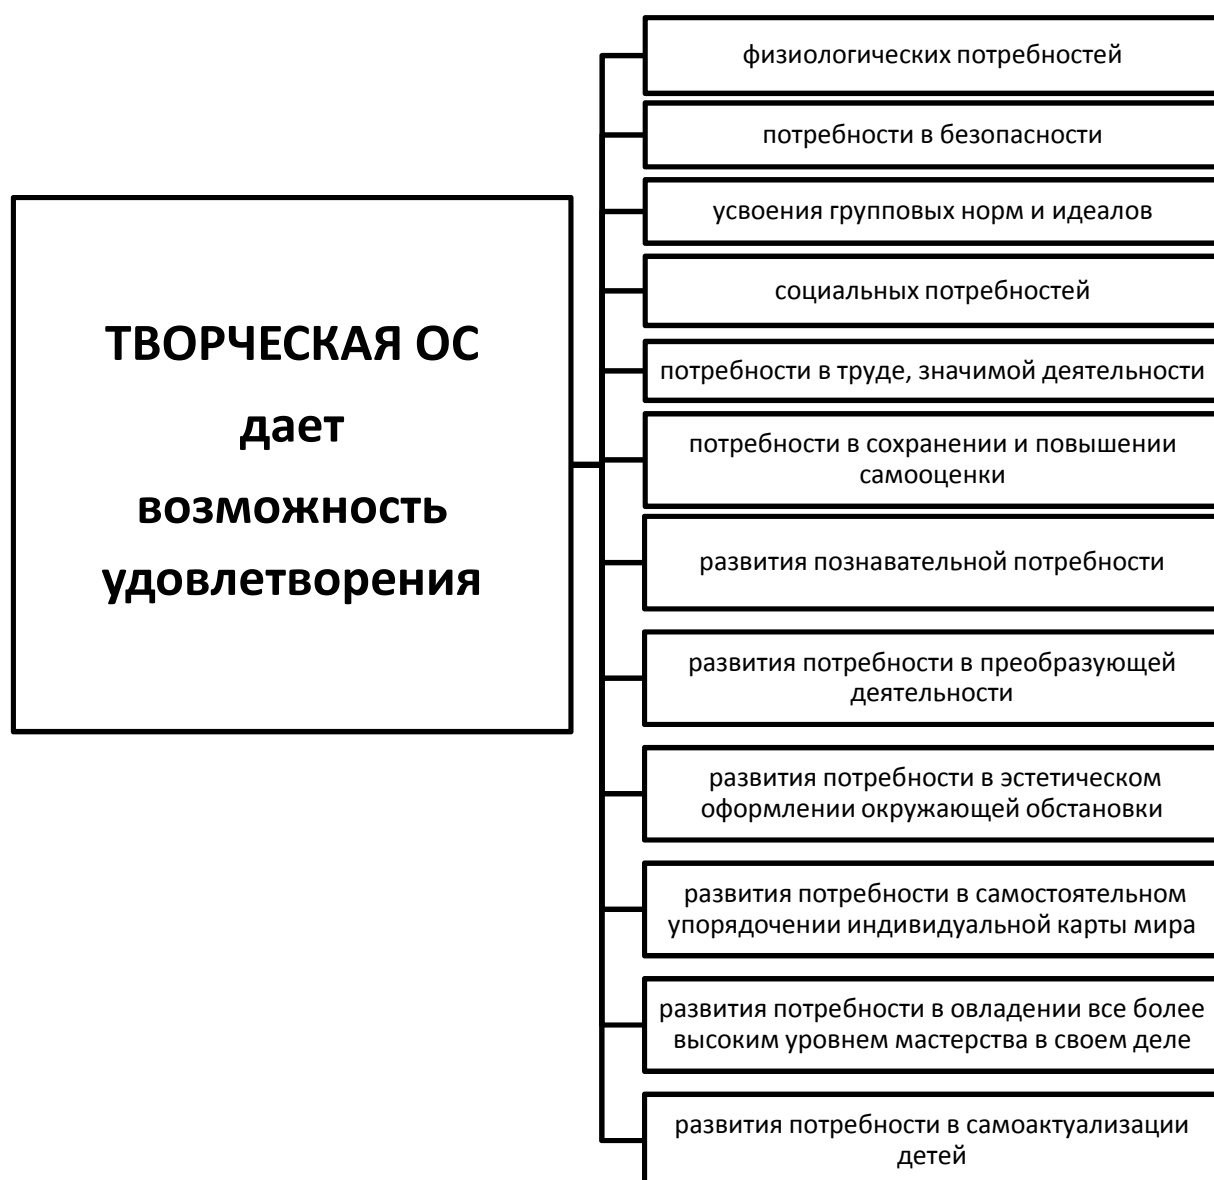 ТВОРЧЕСКАЯ ОС
дает
возможность
удовлетворения
физиологических потребностей
потребности в безопасности
усвоения групповых норм и идеалов
социальных потребностей
потребности в труде, значимой деятельности
потребности в сохранении и повышении
самооценки
развития познавательной потребности
развития потребности в преобразующей
деятельности
развития потребности в эстетическом
оформлении окружающей обстановки
развития потребности в самостоятельном
упорядочении индивидуальной карты мира
развития потребности в овладении все более
высоким уровнем мастерства в своем деле
развития потребности в самоактуализации
детей